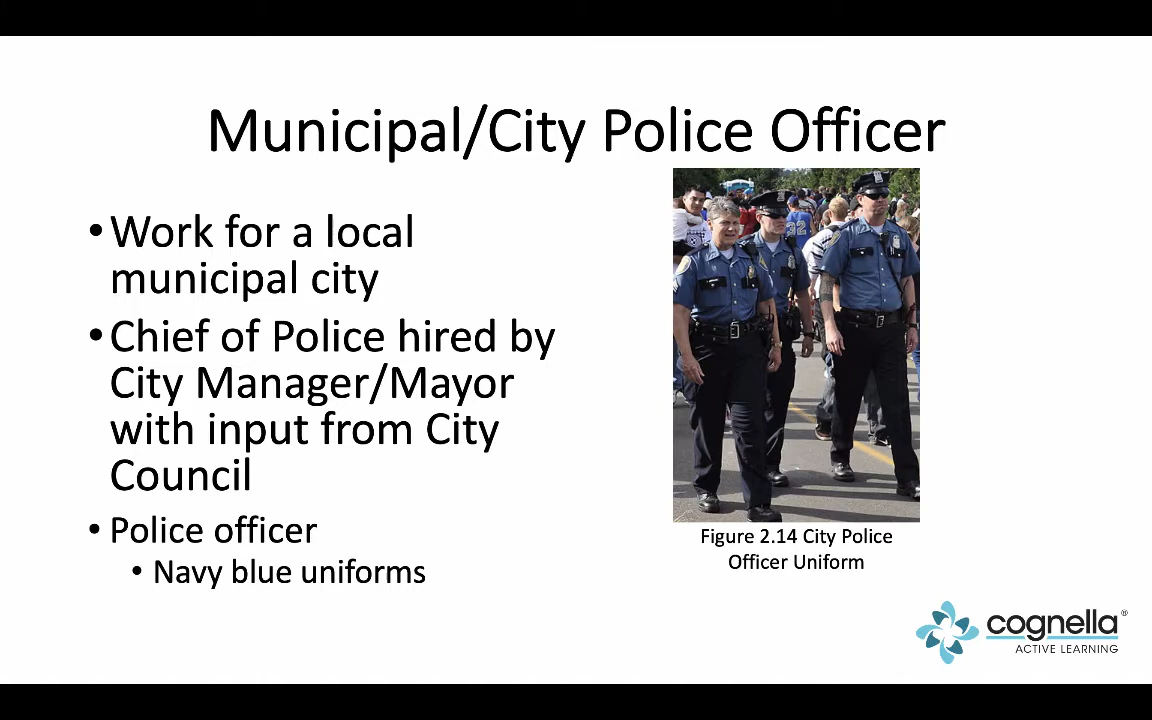 Municipal/City Police Officer
•Work for a local
municipal city
•Chief of Police hired by
City Manager/Mayor
with input from City
Council
• Police officer
• Navy blue uniforms
32
Figure 2.14 City Police
Officer Uniform
cognella®
ACTIVE LEARNING